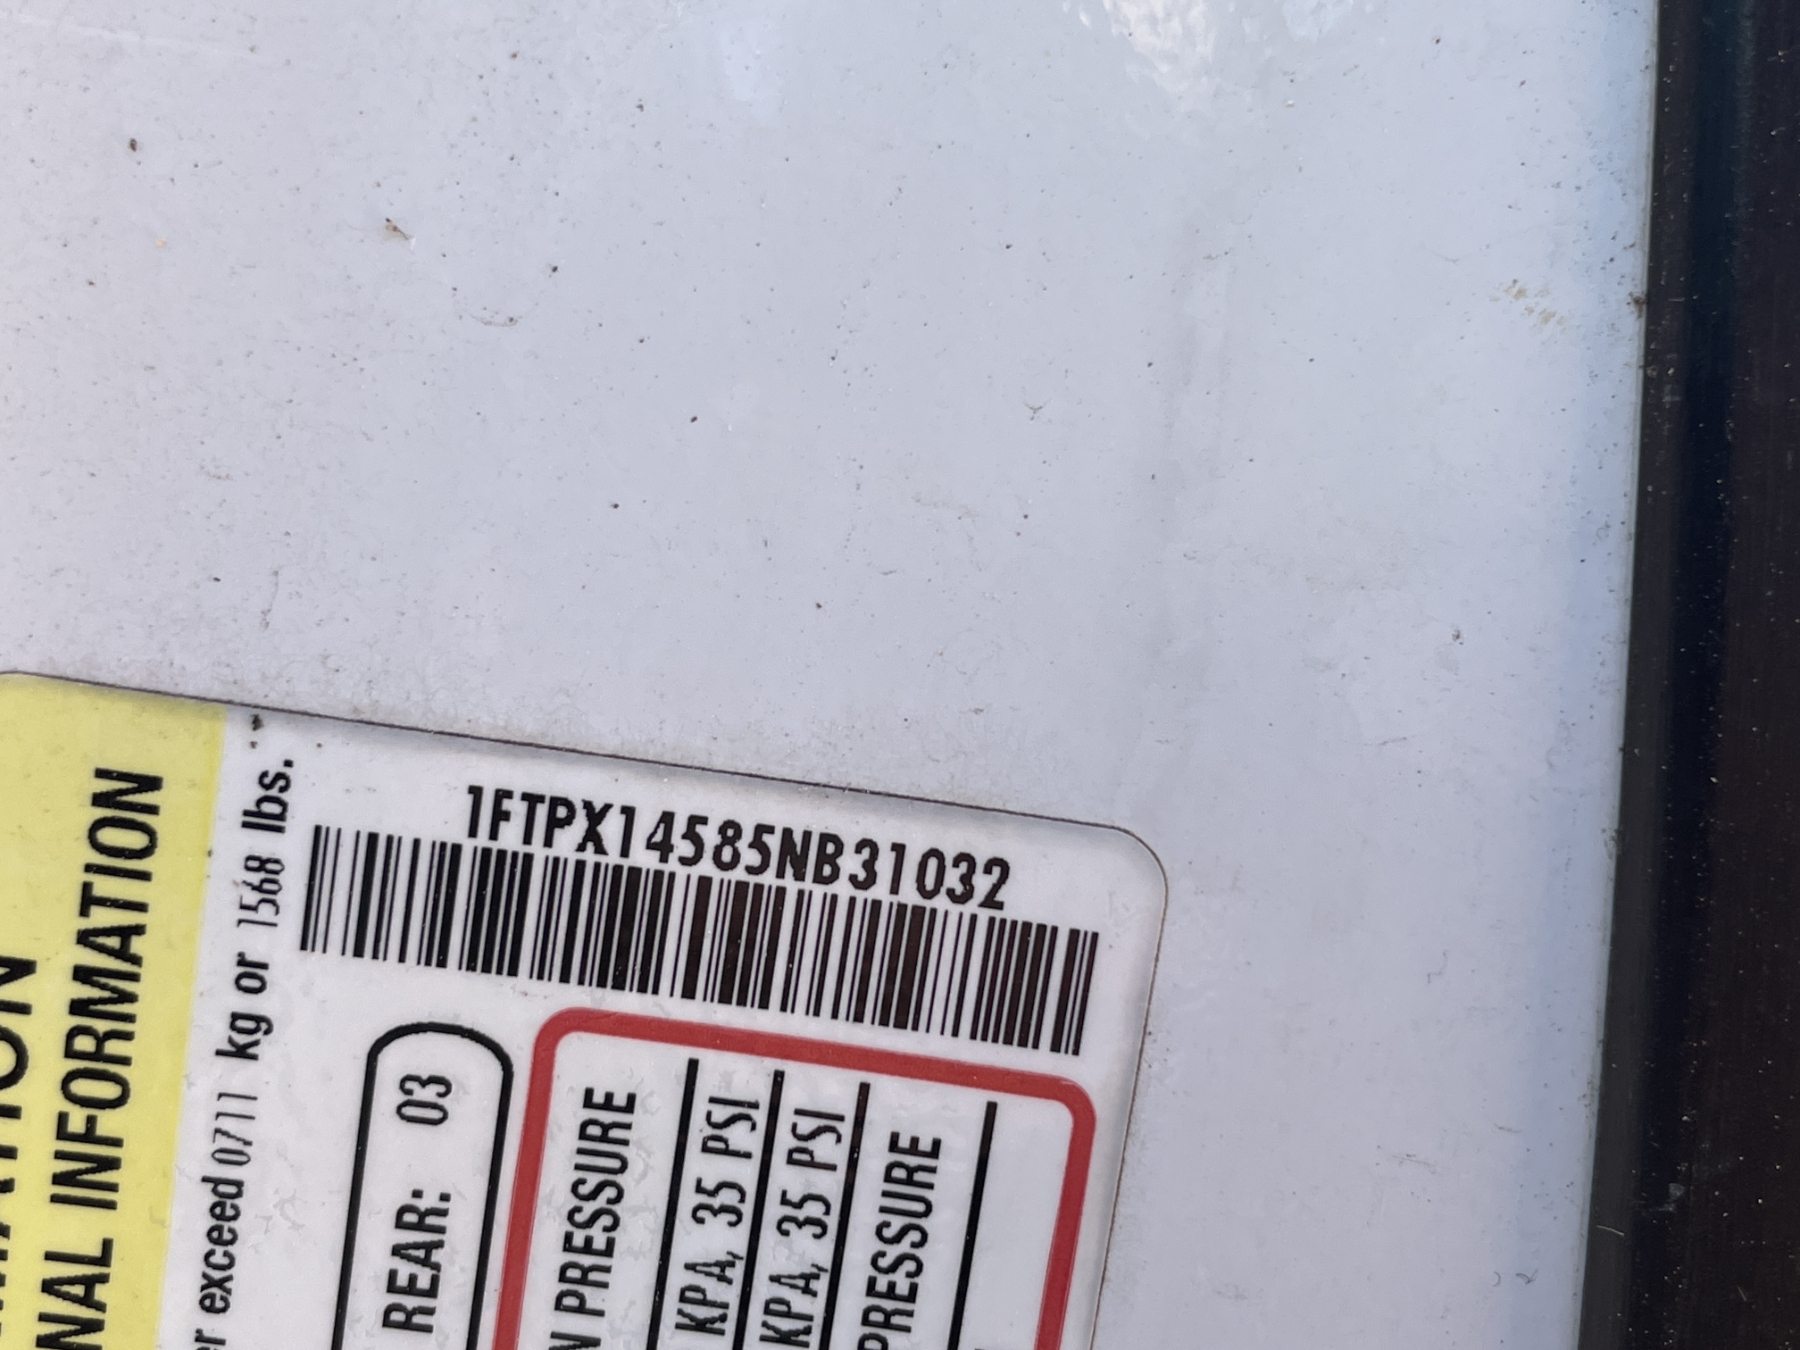 1FTPX14585NB31032
ATION
NAL INFORMATION
exceed 0711 kg or 1568 lbs.
REAR: 03
PRESSURE
KPA, 35 PSI
KPA, 35 PSI
PRESSURE